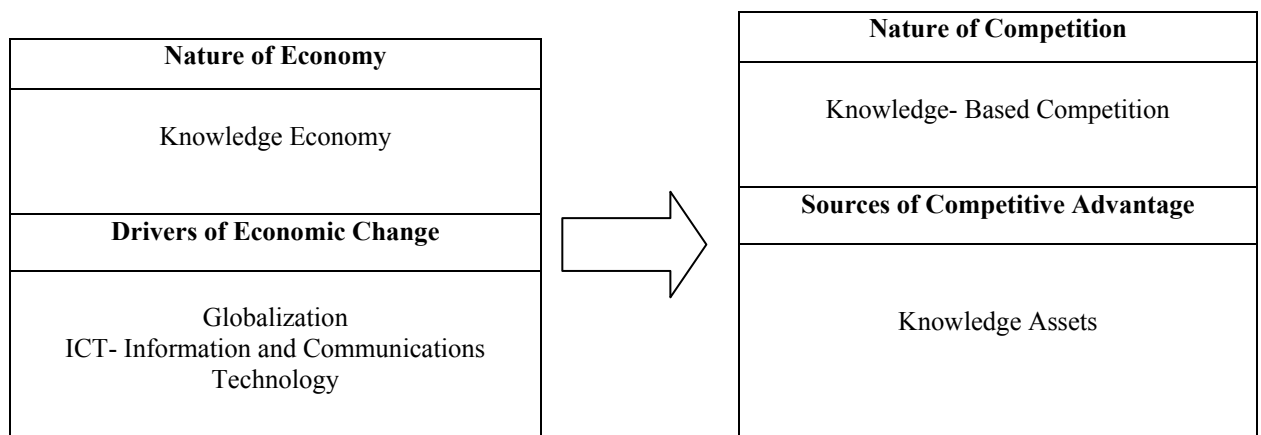 Nature of Economy
Knowledge Economy
Drivers of Economic Change
Globalization
ICT- Information and Communications
Technology
Nature of Competition
Knowledge- Based Competition
Sources of Competitive Advantage
Knowledge Assets